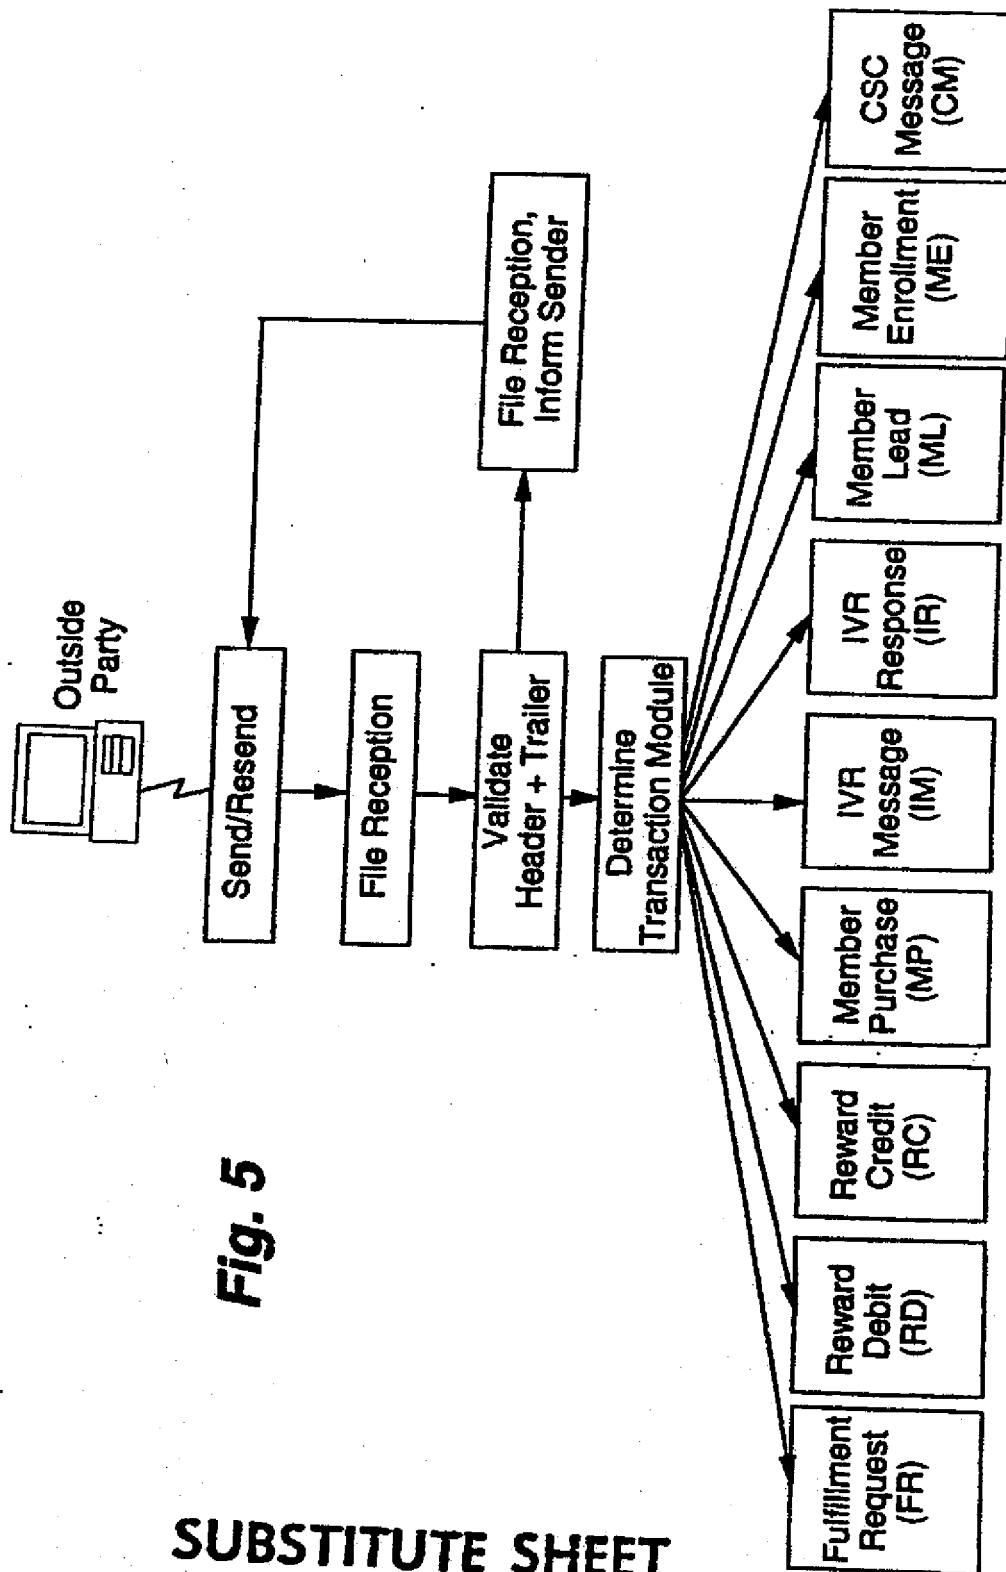 Outside
Party
Send/Resend
File Reception
Validate
Header + Trailer
File Reception,
Inform Sender
Determine
Transaction Module
Fulfillment
Request
(FR)
Reward
Debit
(RD)
Reward
Credit
(RC)
Member
Purchase
(MP)
IVR
Message
(IM)
IVR
Response
(IR)
Member
Lead
(ML)
Member
Enrollment
(ME)
CSC
Message
(CM)
Fig. 5
SUBSTITUTE SHEET